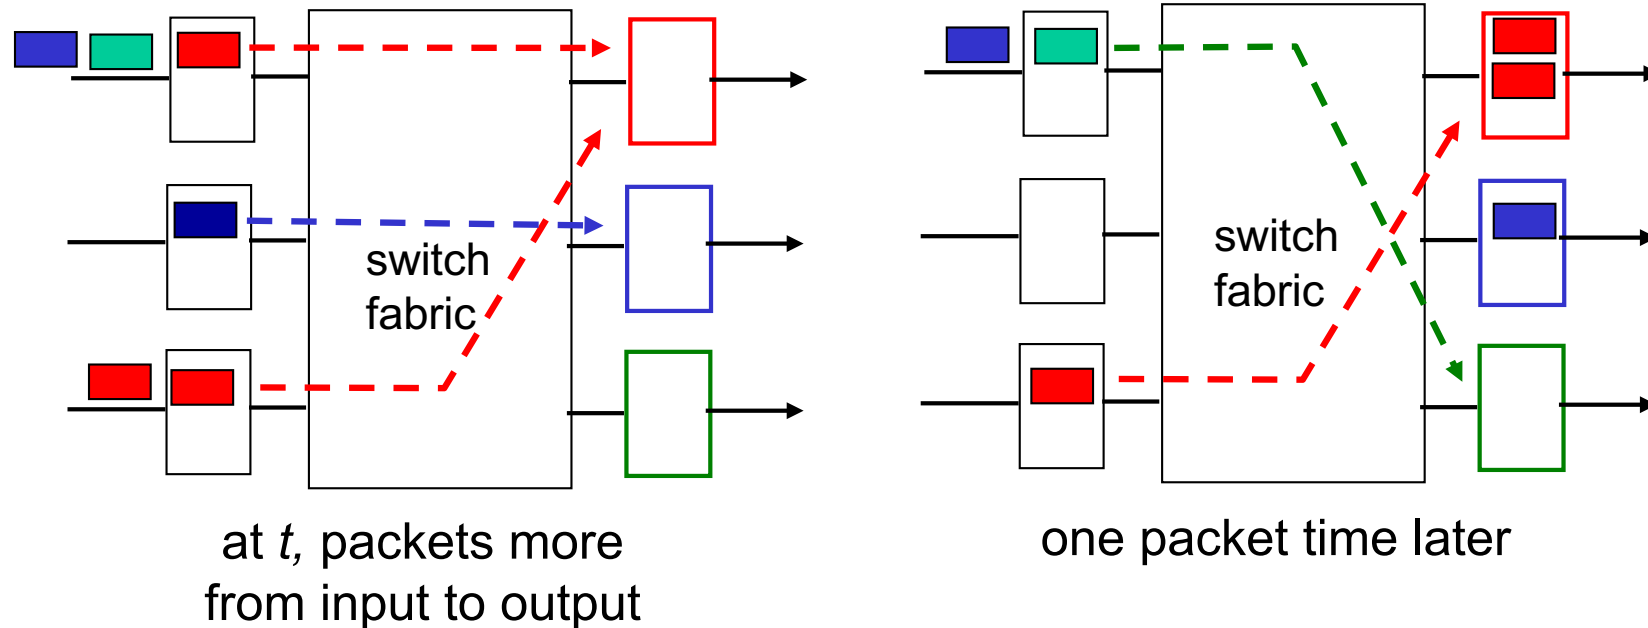 switch
fabric
at t, packets more
from input to output
switch
fabric
one packet time later